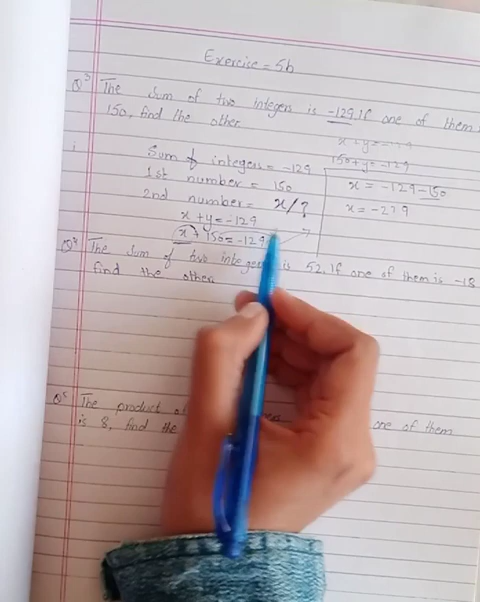 Exercise = 5b
Q3 The sum of two integers is -129. If one of them is
150, find the other.
x+y=-129
150+y=-129
Sum of integers = -129
1st number = 150
2nd number = x/?
x+y=-129
x+150=-129
x = -129-150
x = -279
Q4 The sum of two integers is 52. If one of them is -18
find the other.
Q5 The product of one of them
is 8, find the